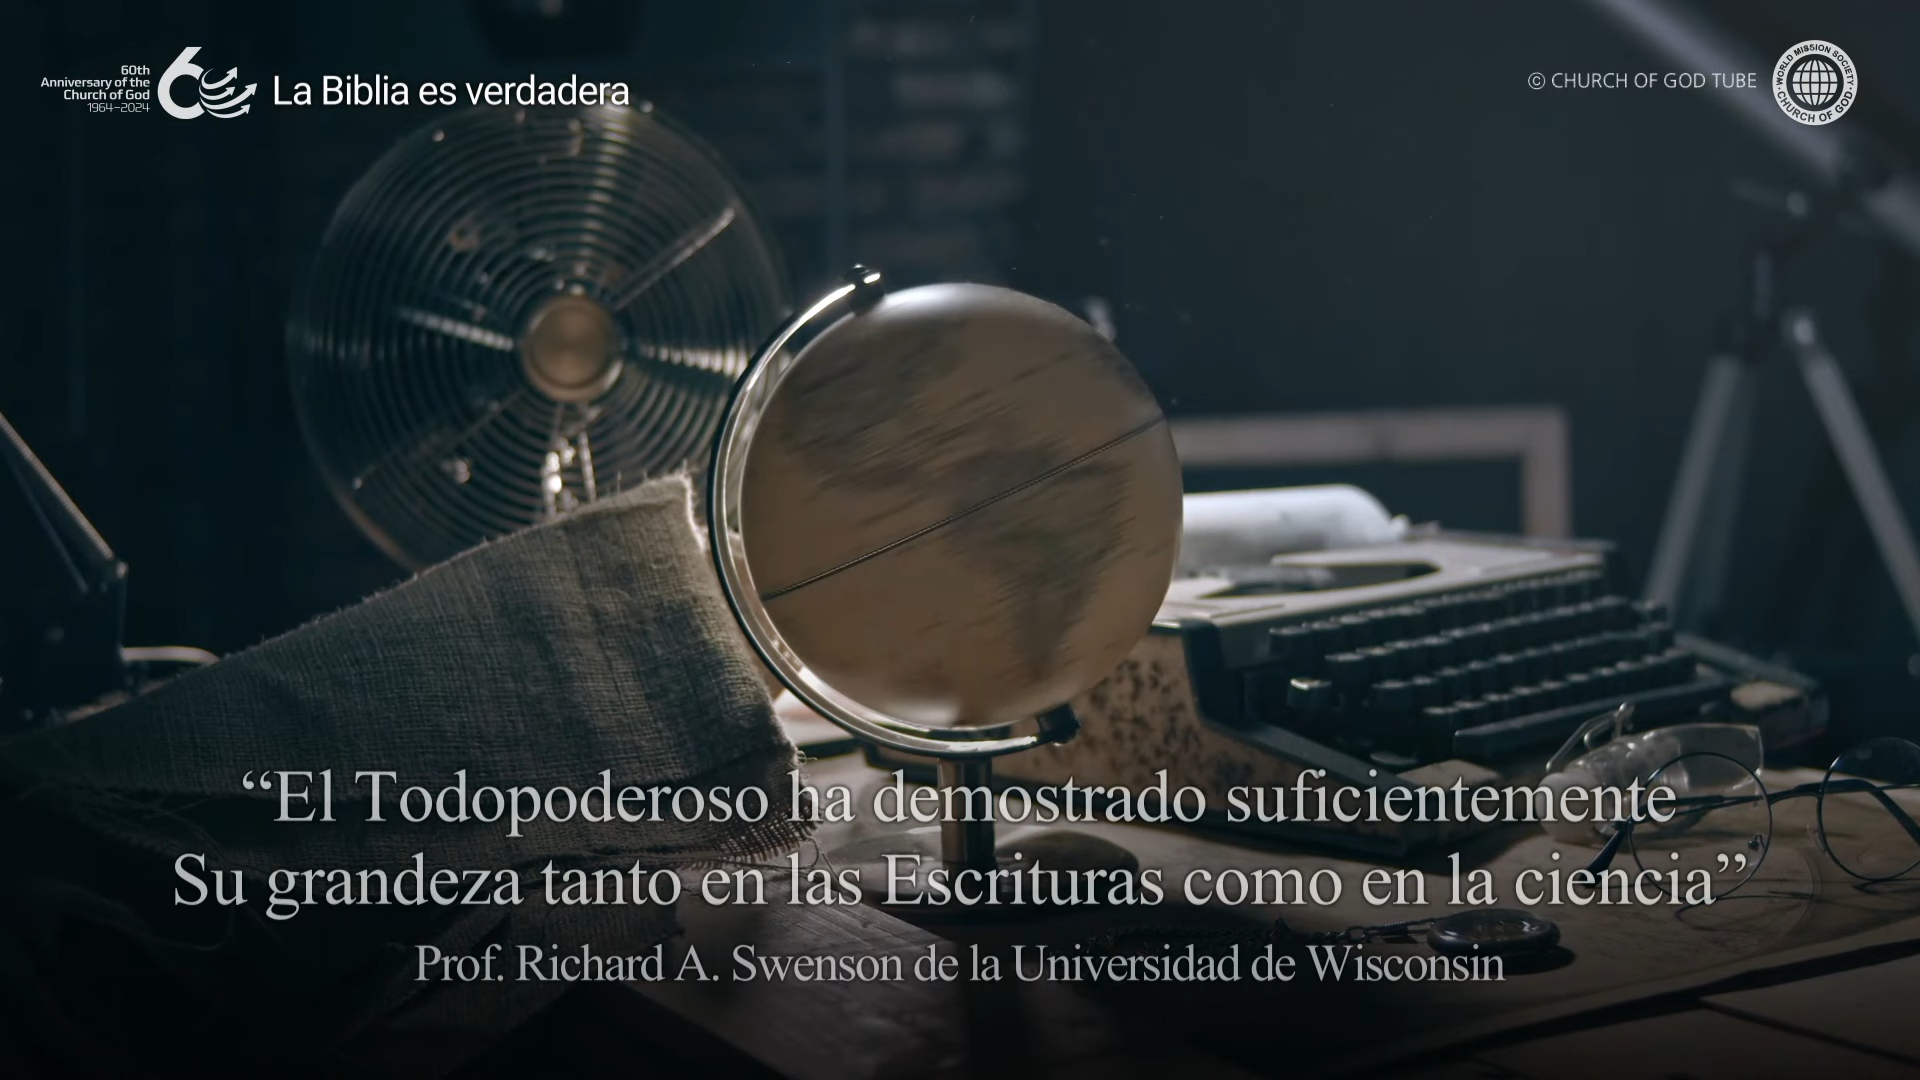 60th
Anniversary of the
Church of God
1964–2024
60
La Biblia es verdadera
© CHURCH OF GOD TUBE
WORLD MISSION SOCIETY
CHURCH OF GOD
“El Todopoderoso ha demostrado suficientemente
Su grandeza tanto en las Escrituras como en la ciencia”
Prof. Richard A. Swenson de la Universidad de Wisconsin